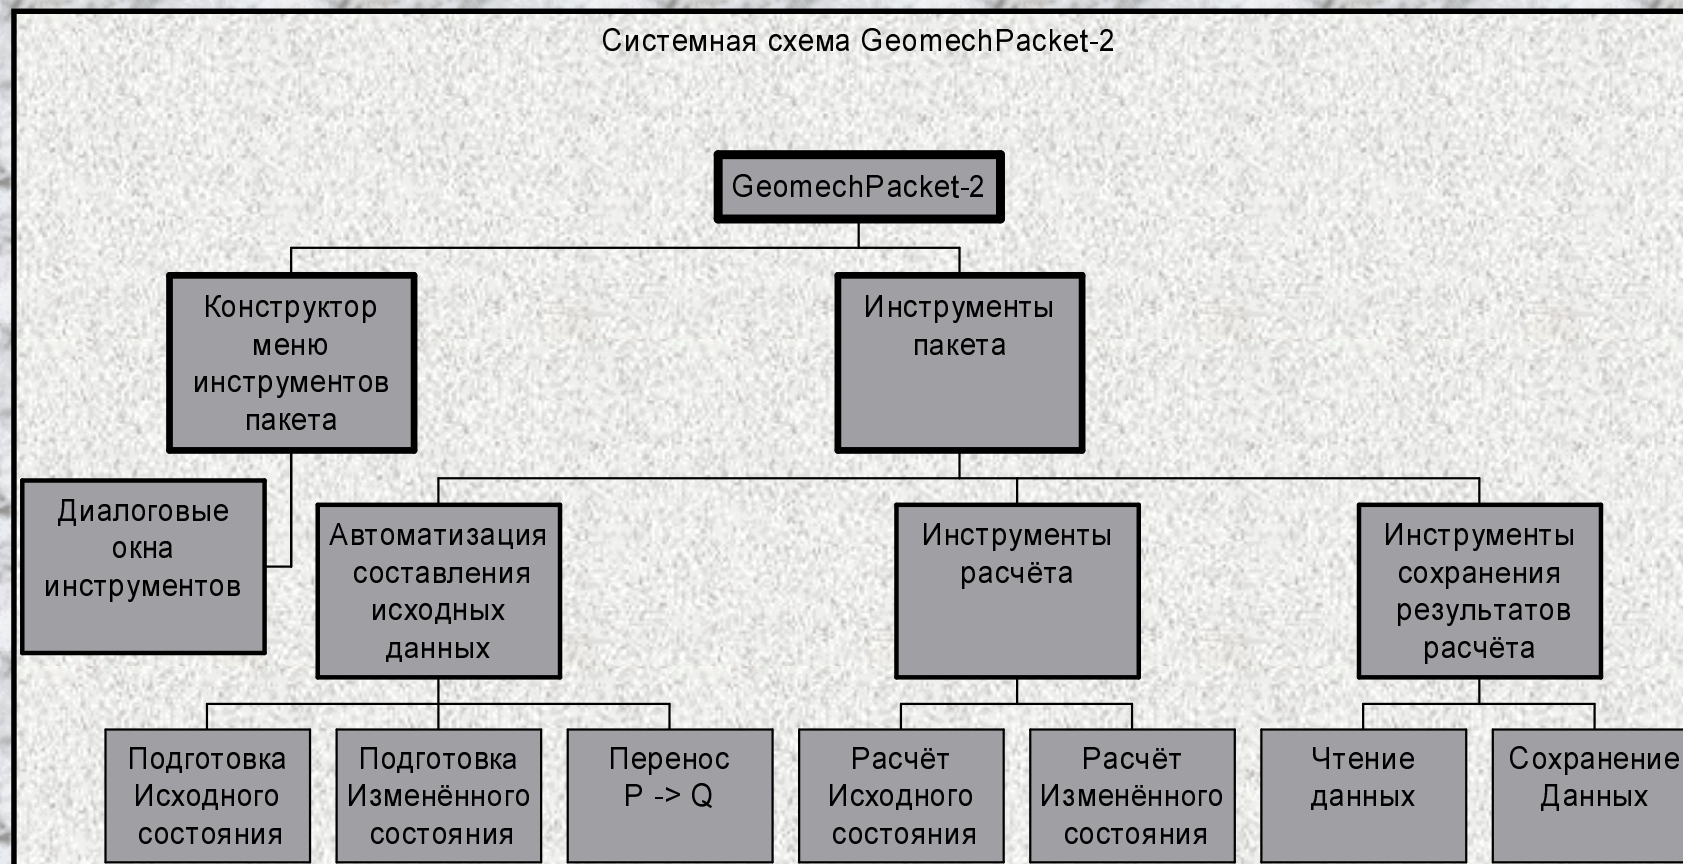 Системная схема GeomechPacket-2
GeomechPacket-2
Конструктор
меню
инструментов
пакета
Инструменты
пакета
Диалоговые
окна
инструментов
Автоматизация
составления
исходных
данных
Инструменты
расчёта
Инструменты
сохранения
результатов
расчёта
Подготовка
Исходного
состояния
Подготовка
Изменённого
состояния
Перенос
P -> Q
Расчёт
Исходного
состояния
Расчёт
Изменённого
состояния
Чтение
данных
Сохранение
Данных